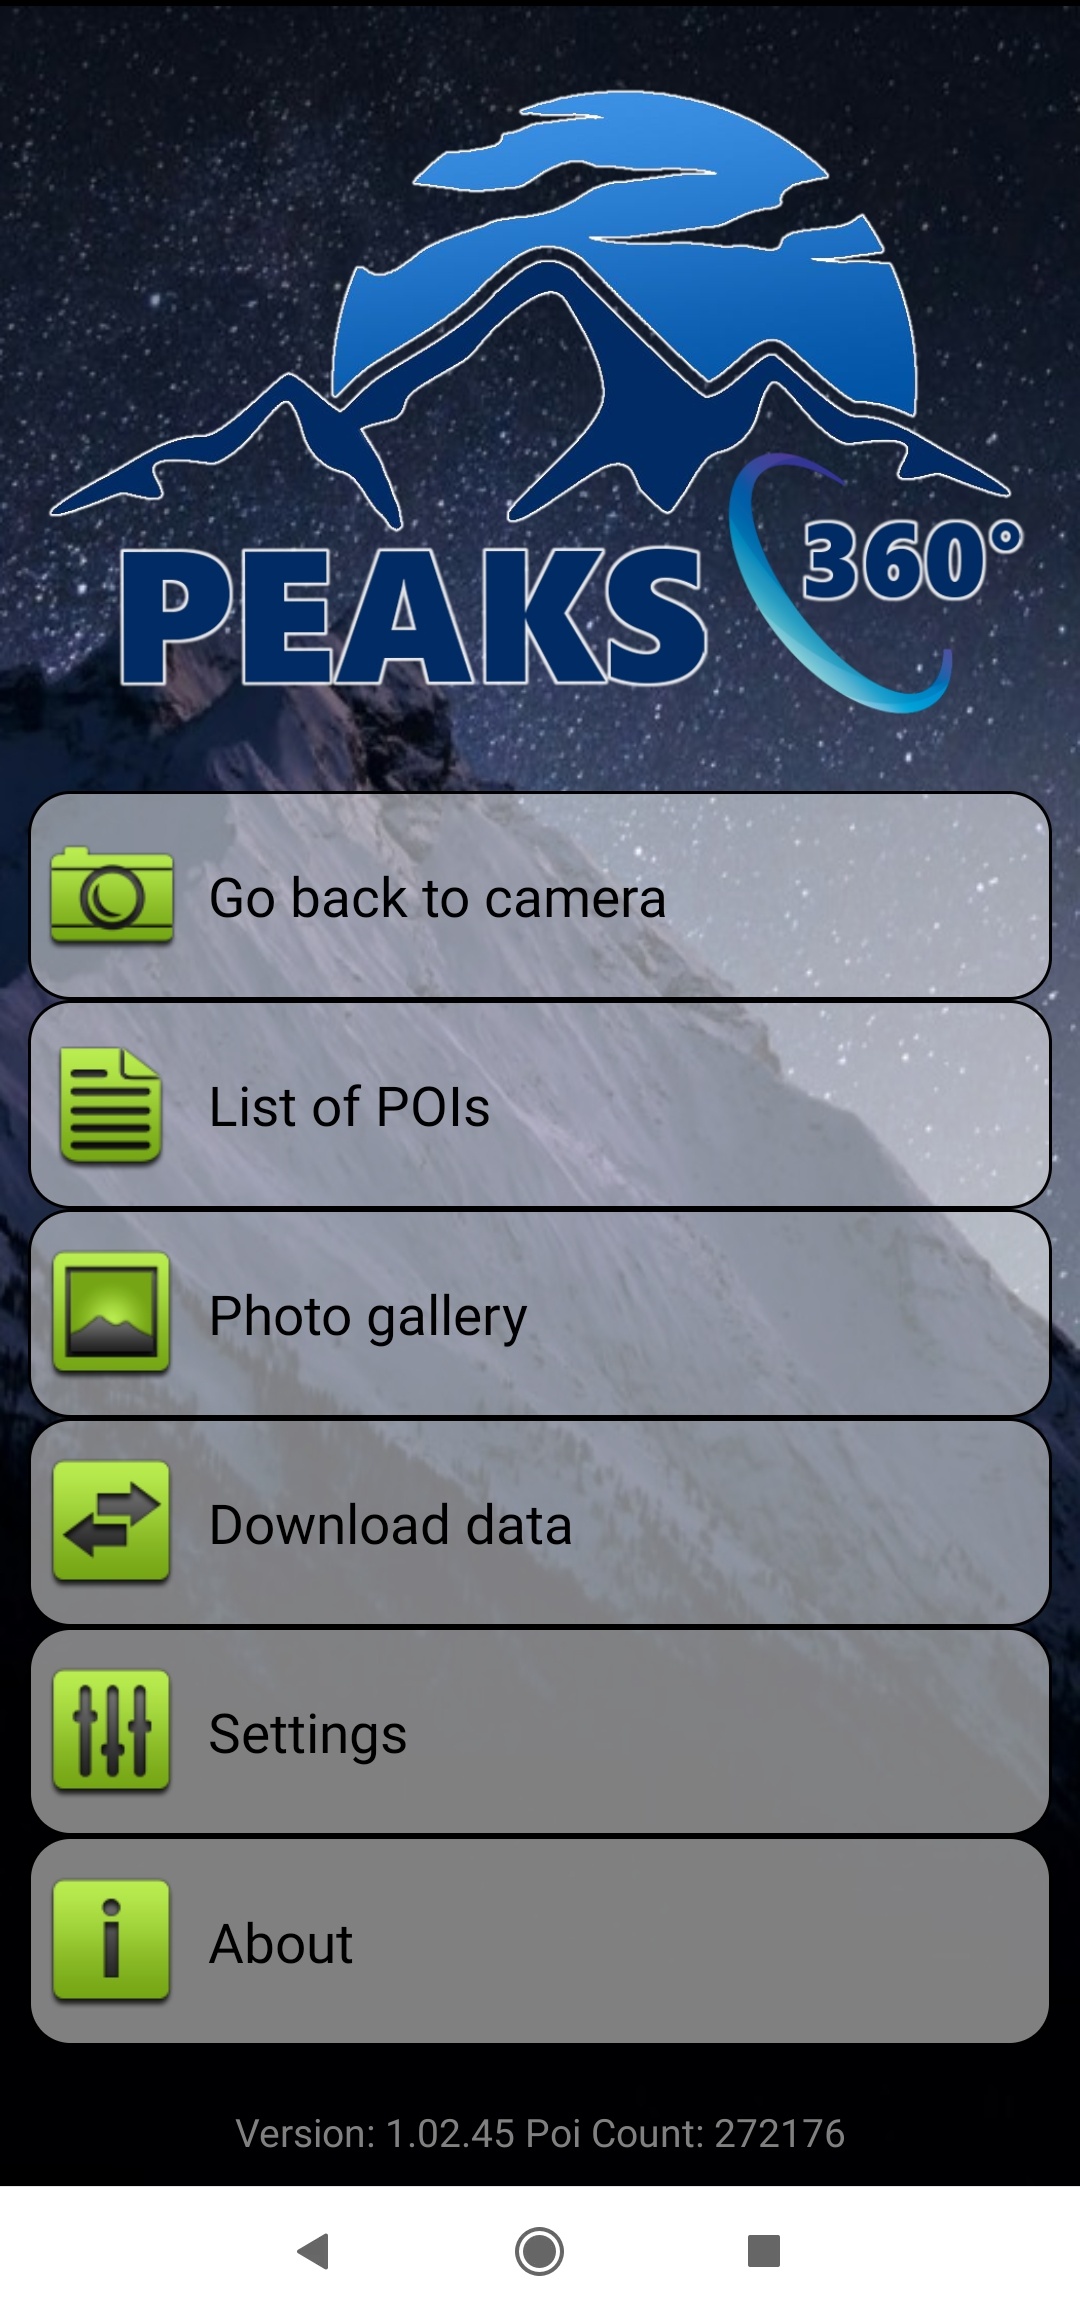 PEAKS 360°
Go back to camera
List of POIs
Photo gallery
Download data
Settings
About
Version: 1.02.45 Poi Count: 272176